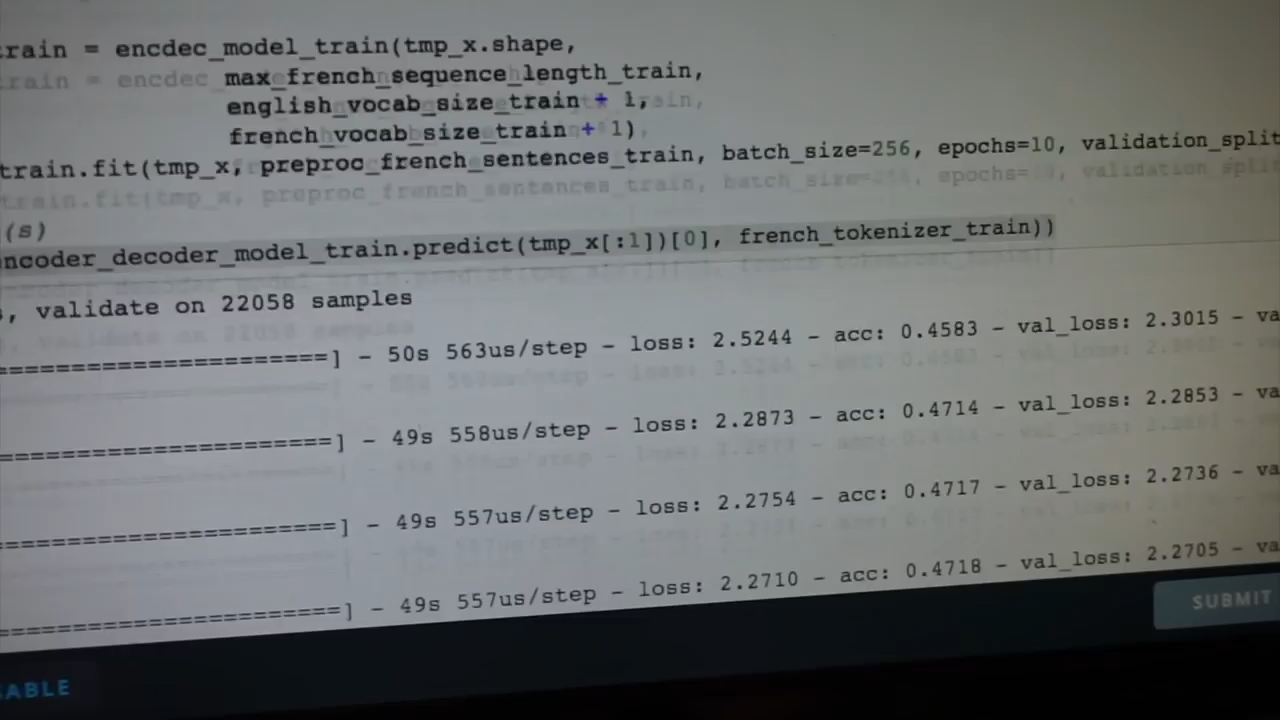 train = encdec_model_train(tmp_x.shape,
max_french_sequence_length_train,
english_vocab_size_train + 1,
french_vocab_size_train + 1)
train.fit(tmp_x, preproc_french_sentences_train, batch_size=256, epochs=10, validation_split
(s)
ncoder_decoder_model_train.predict(tmp_x[:1])[0], french_tokenizer_train))
, validate on 22058 samples
======================] - 50s 563us/step - loss: 2.5244 - acc: 0.4583 - val_loss: 2.3015 - va
======================] - 49s 558us/step - loss: 2.2873 - acc: 0.4714 - val_loss: 2.2853 - va
======================] - 49s 557us/step - loss: 2.2754 - acc: 0.4717 - val_loss: 2.2736 - va
======================] - 49s 557us/step - loss: 2.2710 - acc: 0.4718 - val_loss: 2.2705 - va
SUBMIT
ABLE